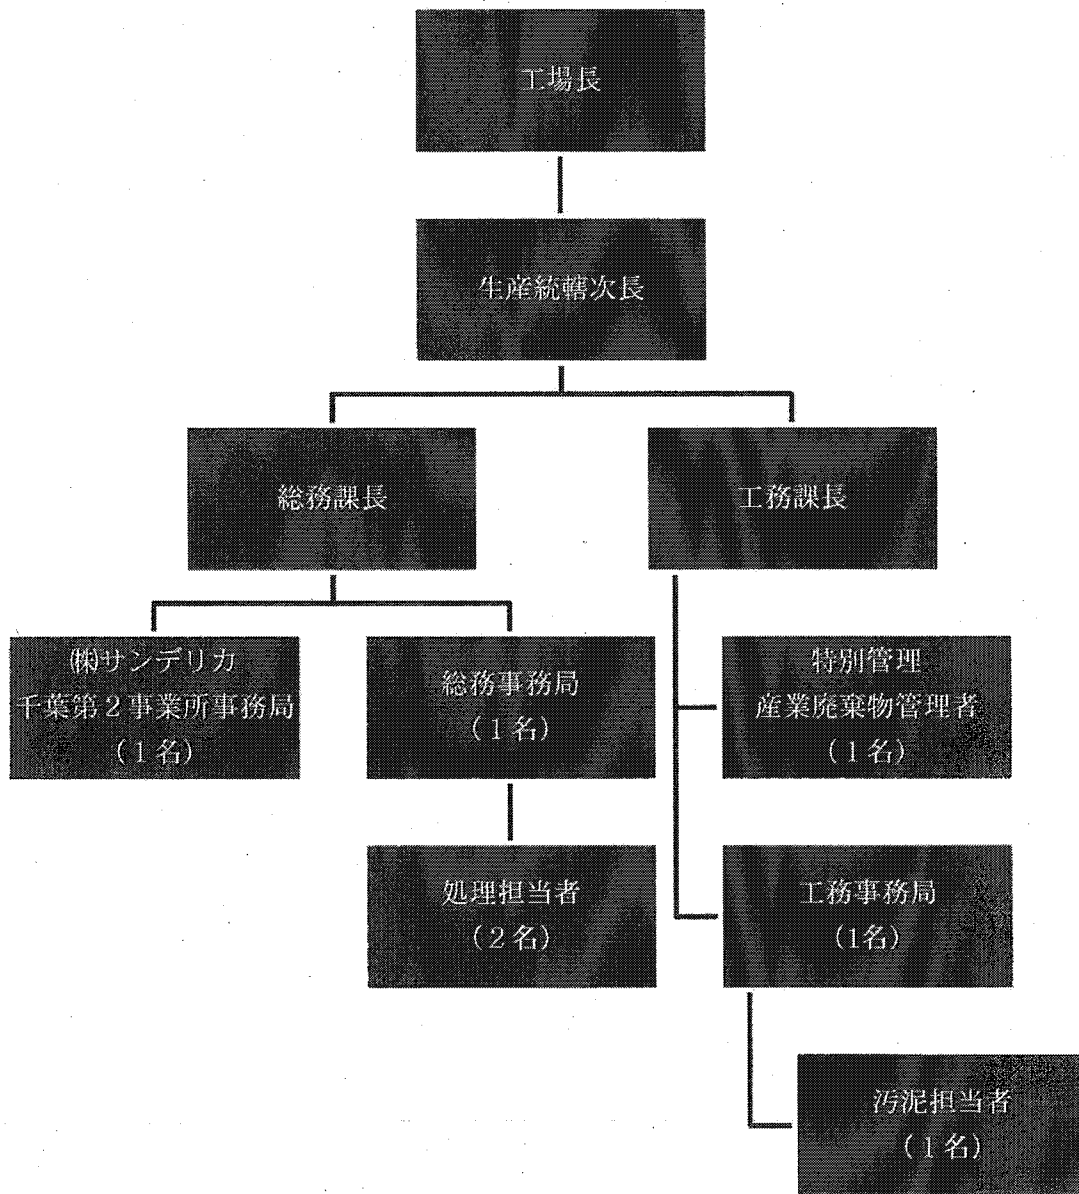 工場長
生産統轄次長
総務課長
工務課長
㈱サンデリカ
千葉第２事業所事務局
（１名）
総務事務局
（１名）
特別管理
産業廃棄物管理者
（１名）
処理担当者
（２名）
工務事務局
（1名）
汚泥担当者
（１名）